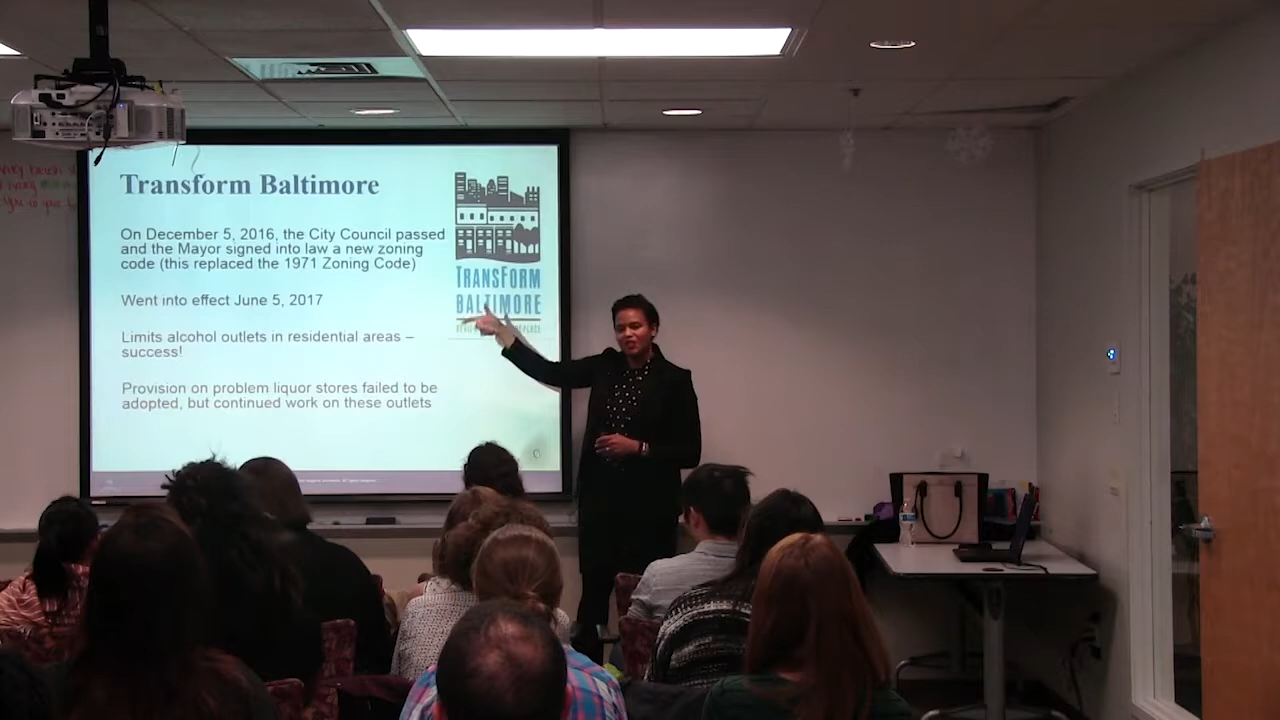 Transform Baltimore
On December 5, 2016, the City Council passed
and the Mayor signed into law a new zoning
code (this replaced the 1971 Zoning Code)
Went into effect June 5, 2017
Limits alcohol outlets in residential areas –
success!
Provision on problem liquor stores failed to be
adopted, but continued work on these outlets
TRANSFORM
BALTIMORE